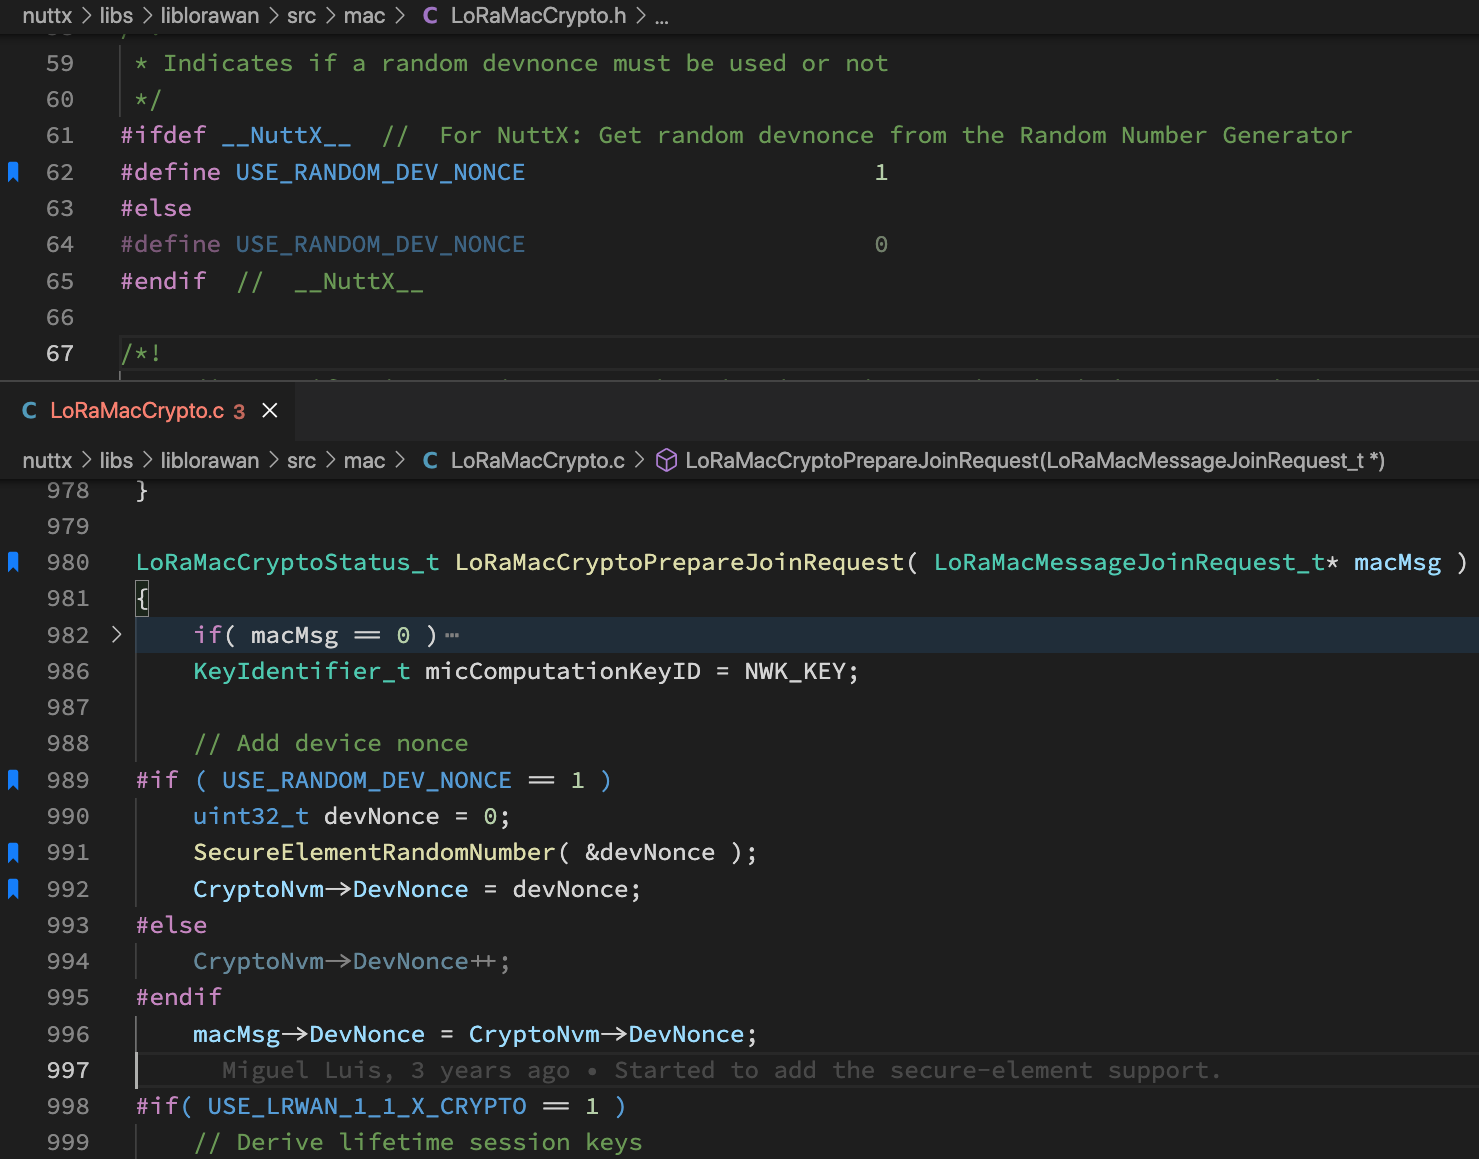 nuttx > libs > liblorawan > src > mac > C LoRaMacCrypto.h > ...
59 * Indicates if a random devnonce must be used or not
60 */
61 #ifdef __NuttX__ // For NuttX: Get random devnonce from the Random Number Generator
62 #define USE_RANDOM_DEV_NONCE 1
63 #else
64 #define USE_RANDOM_DEV_NONCE 0
65 #endif // __NuttX__
66
67 /*!
C LoRaMacCrypto.c 3 ×
nuttx > libs > liblorawan > src > mac > C LoRaMacCrypto.c > LoRaMacCryptoPrepareJoinRequest(LoRaMacMessageJoinRequest_t *)
978 }
979
980 LoRaMacCryptoStatus_t LoRaMacCryptoPrepareJoinRequest( LoRaMacMessageJoinRequest_t* macMsg )
981 {
982 > if( macMsg == 0 ) ⋯
986 KeyIdentifier_t micComputationKeyID = NWK_KEY;
987
988 // Add device nonce
989 #if ( USE_RANDOM_DEV_NONCE == 1 )
990 uint32_t devNonce = 0;
991 SecureElementRandomNumber( &devNonce );
992 CryptoNvm->DevNonce = devNonce;
993 #else
994 CryptoNvm->DevNonce++;
995 #endif
996 macMsg->DevNonce = CryptoNvm->DevNonce;
997 Miguel Luis, 3 years ago • Started to add the secure-element support.
998 #if( USE_LRWAN_1_1_X_CRYPTO == 1 )
999 // Derive lifetime session keys